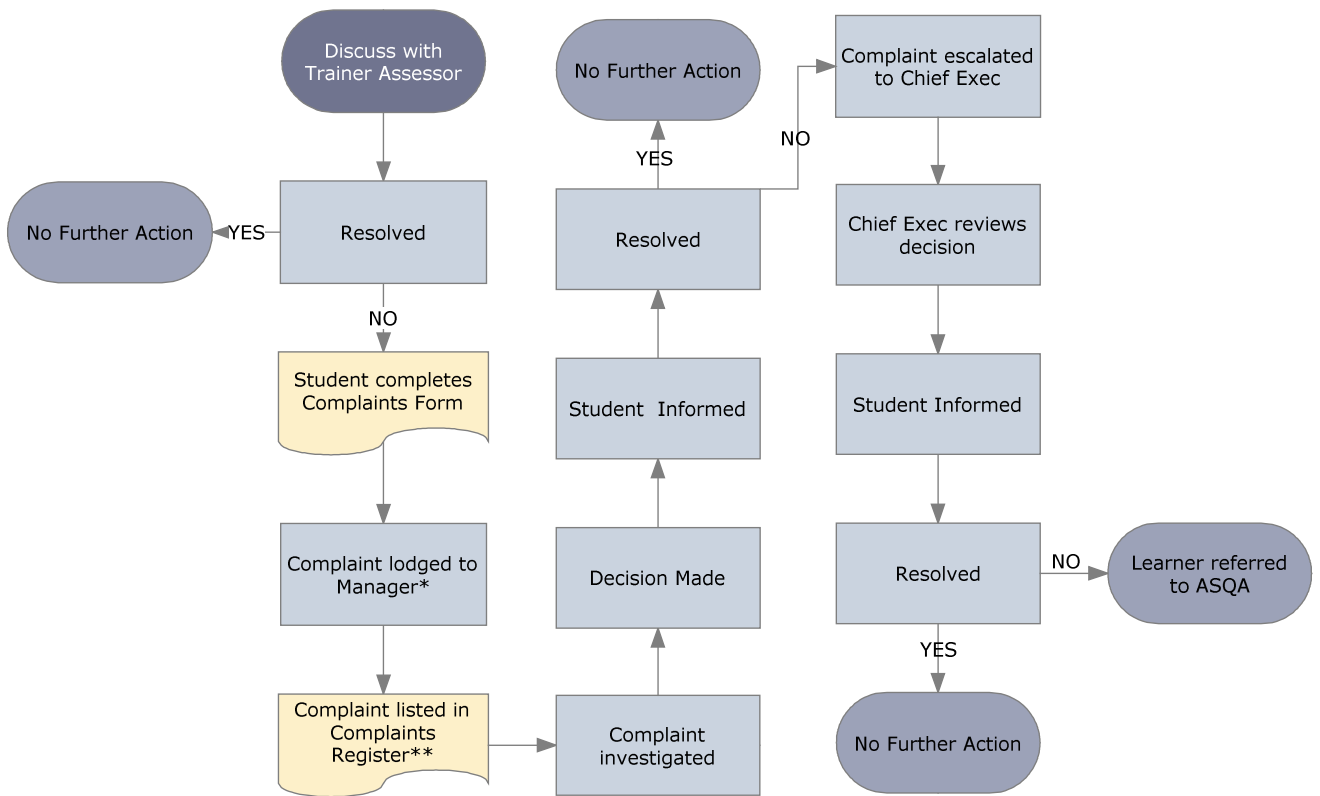 Discuss with
Trainer Assessor
Resolved
YES
No Further Action
NO
Student completes
Complaints Form
Complaint lodged to
Manager*
Complaint listed in
Complaints
Register**
Complaint
investigated
Decision Made
Student  Informed
Resolved
YES
No Further Action
NO
Complaint escalated
to Chief Exec
Chief Exec reviews
decision
Student Informed
Resolved
NO
Learner referred
to ASQA
YES
No Further Action